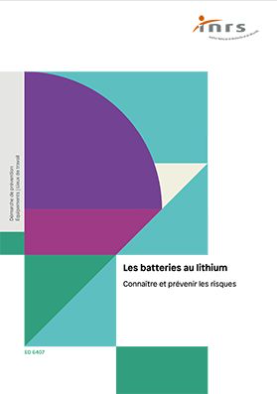 inrs
Démarche de prévention
Équipements / Lieux de travail
Les batteries au lithium
Connaître et prévenir les risques
ED 6407